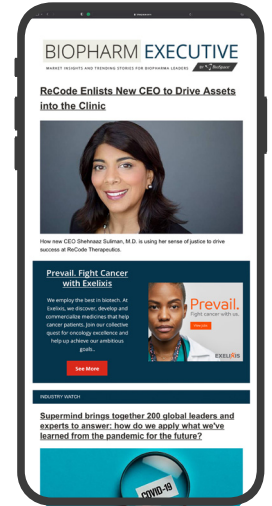 BIOPHARM EXECUTIVE
MARKET INSIGHTS AND TRENDING STORIES FOR BIOPHARMA LEADERS
by BioSpace
ReCode Enlists New CEO to Drive Assets
into the Clinic
How new CEO Shehnaaz Suliman, M.D. is using her sense of justice to drive
success at ReCode Therapeutics.
Prevail. Fight Cancer
with Exelixis
We employ the best in biotech. At
Exelixis, we discover, develop and
commercialize medicines that help
cancer patients. Join our collective
quest for oncology excellence and
help up achieve our ambitious
goals..
See More
Prevail.
Fight cancer with us.
EXELIXIS
INDUSTRY WATCH
Supermind brings together 200 global leaders and
experts to answer: how do we apply what we've
learned from the pandemic for the future?
COVID-19